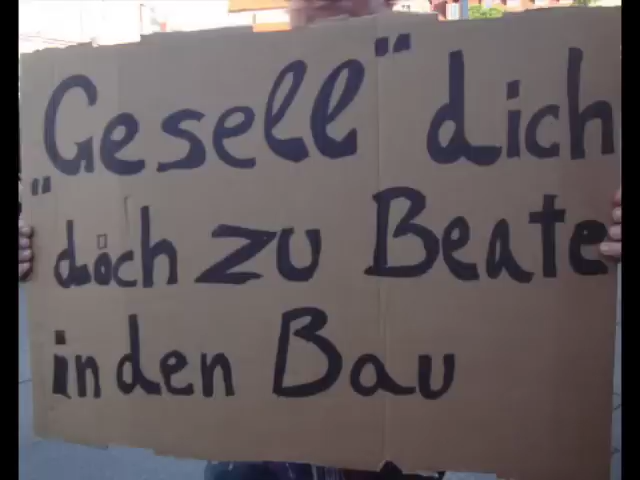 „Gesell“ dich
doch zu Beate
in den Bau